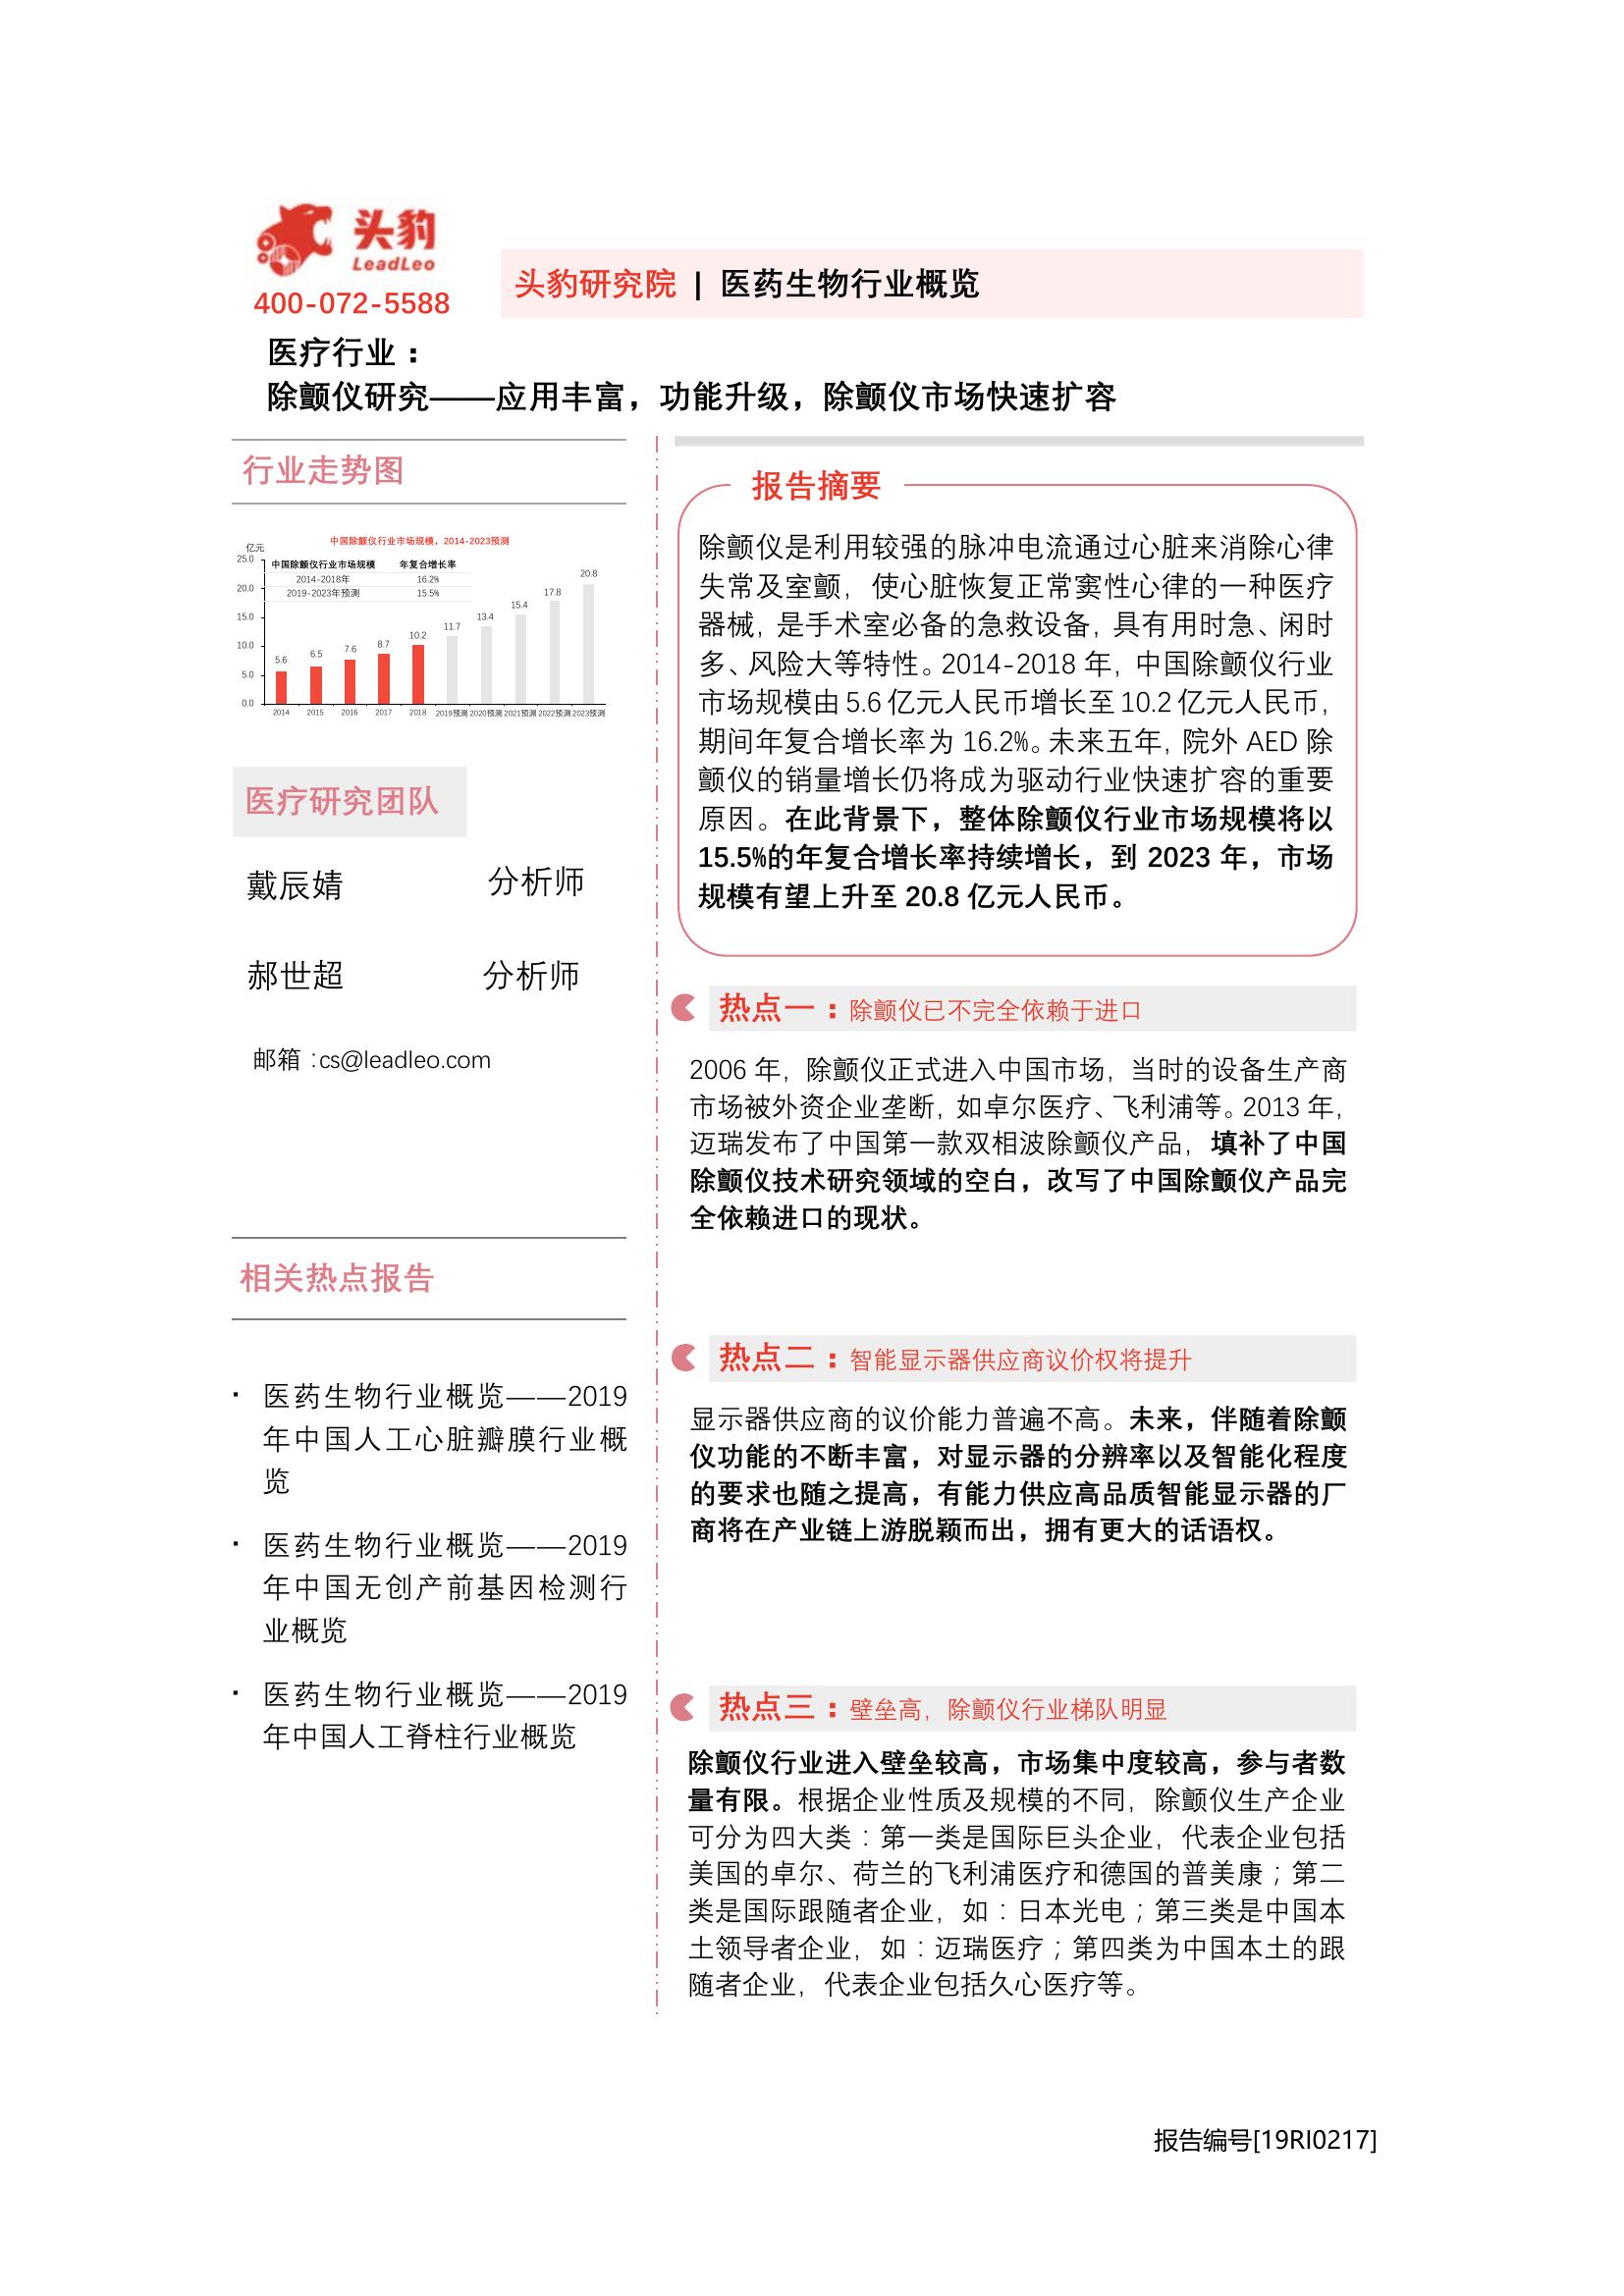 头豹
LeadLeo
400-072-5588
头豹研究院 | 医药生物行业概览
医疗行业：
除颤仪研究——应用丰富，功能升级，除颤仪市场快速扩容
行业走势图
中国除颤仪行业市场规模，2014-2023预测
亿元
25.0
20.0
15.0
10.0
5.0
0.0
中国除颤仪行业市场规模 年复合增长率
2014-2018年 16.2%
2019-2023年预测 15.5%
5.6 6.5 7.6 8.7 10.2 11.7 13.4 15.4 17.8 20.8
2014 2015 2016 2017 2018 2019预测 2020预测 2021预测 2022预测 2023预测
医疗研究团队
戴辰婧 分析师
郝世超 分析师
邮箱：cs@leadleo.com
相关热点报告
· 医药生物行业概览——2019
年中国人工心脏瓣膜行业概
览
· 医药生物行业概览——2019
年中国无创产前基因检测行
业概览
· 医药生物行业概览——2019
年中国人工脊柱行业概览
报告摘要
除颤仪是利用较强的脉冲电流通过心脏来消除心律
失常及室颤，使心脏恢复正常窦性心律的一种医疗
器械，是手术室必备的急救设备，具有用时急、闲时
多、风险大等特性。2014-2018 年，中国除颤仪行业
市场规模由 5.6 亿元人民币增长至 10.2 亿元人民币，
期间年复合增长率为 16.2%。未来五年，院外 AED 除
颤仪的销量增长仍将成为驱动行业快速扩容的重要
原因。在此背景下，整体除颤仪行业市场规模将以
15.5%的年复合增长率持续增长，到 2023 年，市场
规模有望上升至 20.8 亿元人民币。
热点一：除颤仪已不完全依赖于进口
2006 年，除颤仪正式进入中国市场，当时的设备生产商
市场被外资企业垄断，如卓尔医疗、飞利浦等。2013 年，
迈瑞发布了中国第一款双相波除颤仪产品，填补了中国
除颤仪技术研究领域的空白，改写了中国除颤仪产品完
全依赖进口的现状。
热点二：智能显示器供应商议价权将提升
显示器供应商的议价能力普遍不高。未来，伴随着除颤
仪功能的不断丰富，对显示器的分辨率以及智能化程度
的要求也随之提高，有能力供应高品质智能显示器的厂
商将在产业链上游脱颖而出，拥有更大的话语权。
热点三：壁垒高，除颤仪行业梯队明显
除颤仪行业进入壁垒较高，市场集中度较高，参与者数
量有限。根据企业性质及规模的不同，除颤仪生产企业
可分为四大类：第一类是国际巨头企业，代表企业包括
美国的卓尔、荷兰的飞利浦医疗和德国的普美康；第二
类是国际跟随者企业，如：日本光电；第三类是中国本
土领导者企业，如：迈瑞医疗；第四类为中国本土的跟
随者企业，代表企业包括久心医疗等。
报告编号[19RI0217]